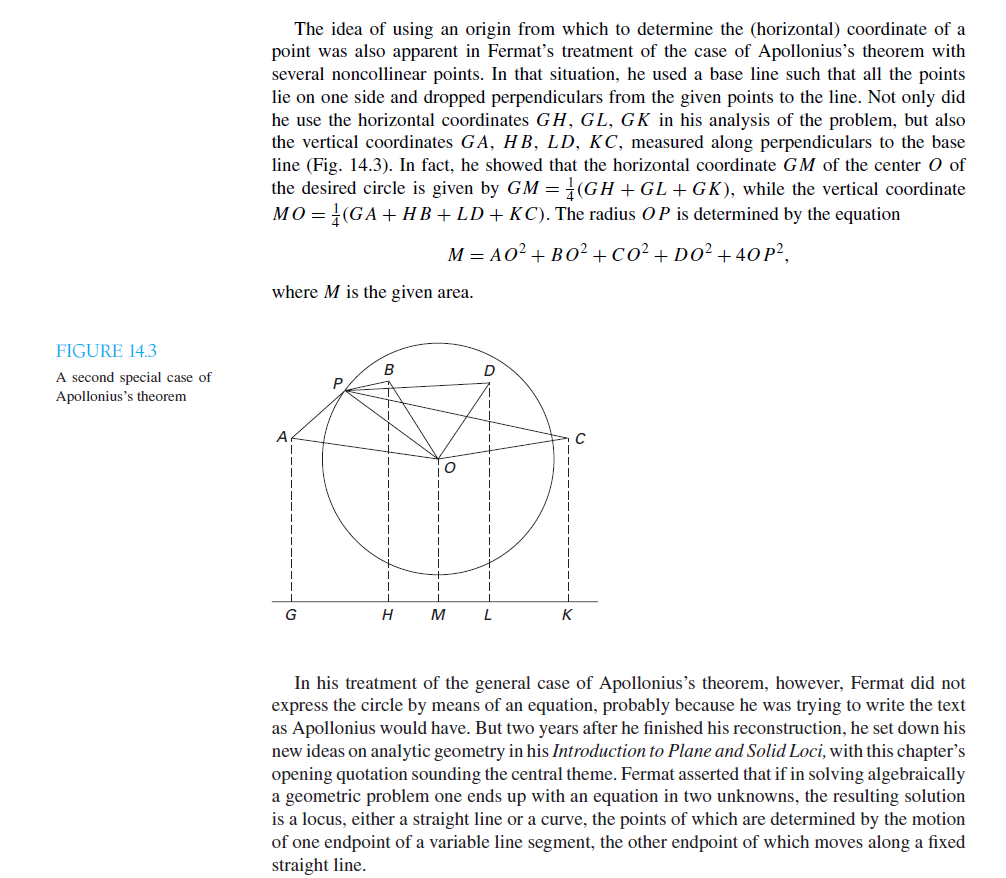 The idea of using an origin from which to determine the (horizontal) coordinate of a
point was also apparent in Fermat's treatment of the case of Apollonius's theorem with
several noncollinear points. In that situation, he used a base line such that all the points
lie on one side and dropped perpendiculars from the given points to the line. Not only did
he use the horizontal coordinates GH, GL, GK in his analysis of the problem, but also
the vertical coordinates GA, HB, LD, KC, measured along perpendiculars to the base
line (Fig. 14.3). In fact, he showed that the horizontal coordinate GM of the center O of
the desired circle is given by GM = 1/4(GH + GL + GK), while the vertical coordinate
MO = 1/4(GA + HB + LD + KC). The radius OP is determined by the equation
M = AO² + BO² + CO² + DO² + 4OP²,
where M is the given area.
FIGURE 14.3
A second special case of
Apollonius's theorem
B
D
P
A
C
O
G H M L K
In his treatment of the general case of Apollonius's theorem, however, Fermat did not
express the circle by means of an equation, probably because he was trying to write the text
as Apollonius would have. But two years after he finished his reconstruction, he set down his
new ideas on analytic geometry in his Introduction to Plane and Solid Loci, with this chapter's
opening quotation sounding the central theme. Fermat asserted that if in solving algebraically
a geometric problem one ends up with an equation in two unknowns, the resulting solution
is a locus, either a straight line or a curve, the points of which are determined by the motion
of one endpoint of a variable line segment, the other endpoint of which moves along a fixed
straight line.